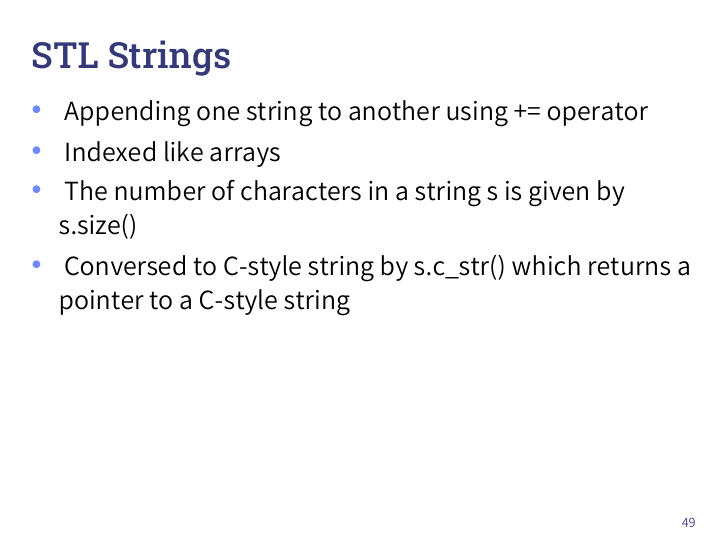 STL Strings
• Appending one string to another using += operator
• Indexed like arrays
• The number of characters in a string s is given by
s.size()
• Conversed to C-style string by s.c_str() which returns a
pointer to a C-style string
49